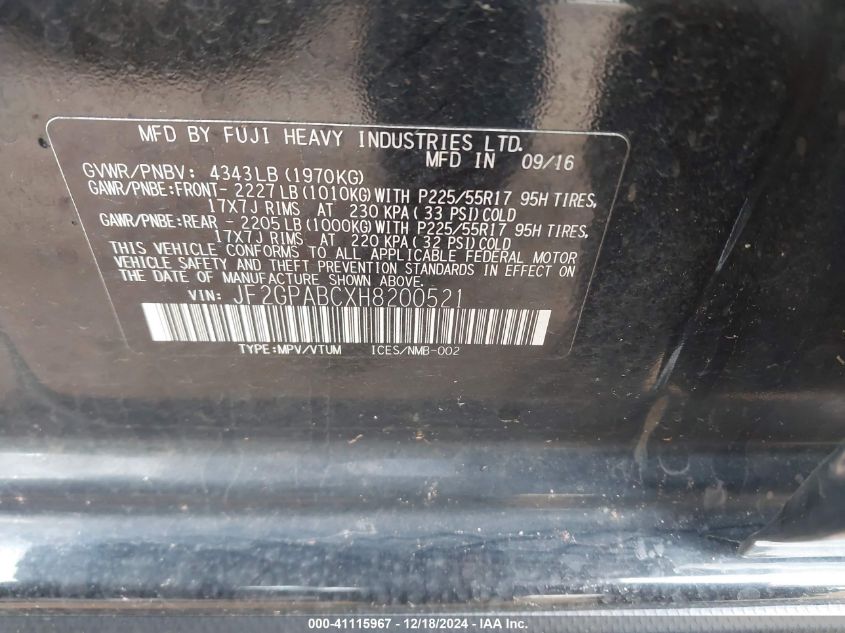 MFD BY FUJI HEAVY INDUSTRIES LTD.
MFD IN 09/16
GVWR/PNBV: 4343LB (1970KG)
GAWR/PNBE:FRONT- 2227LB(1010KG)WITH P225/55R17 95H TIRES,
17X7J RIMS AT 230 KPA(33 PSI)COLD
GAWR/PNBE:REAR - 2205LB(1000KG)WITH P225/55R17 95H TIRES,
17X7J RIMS AT 220 KPA(32 PSI)COLD
THIS VEHICLE CONFORMS TO ALL APPLICABLE FEDERAL MOTOR
VEHICLE SAFETY AND THEFT PREVENTION STANDARDS IN EFFECT ON
THE DATE OF MANUFACTURE SHOWN ABOVE.
VIN: JF2GPABCXH8200521
TYPE:MPV/VTUM ICES/NMB-002
000-41115967 - 12/18/2024 - IAA Inc.